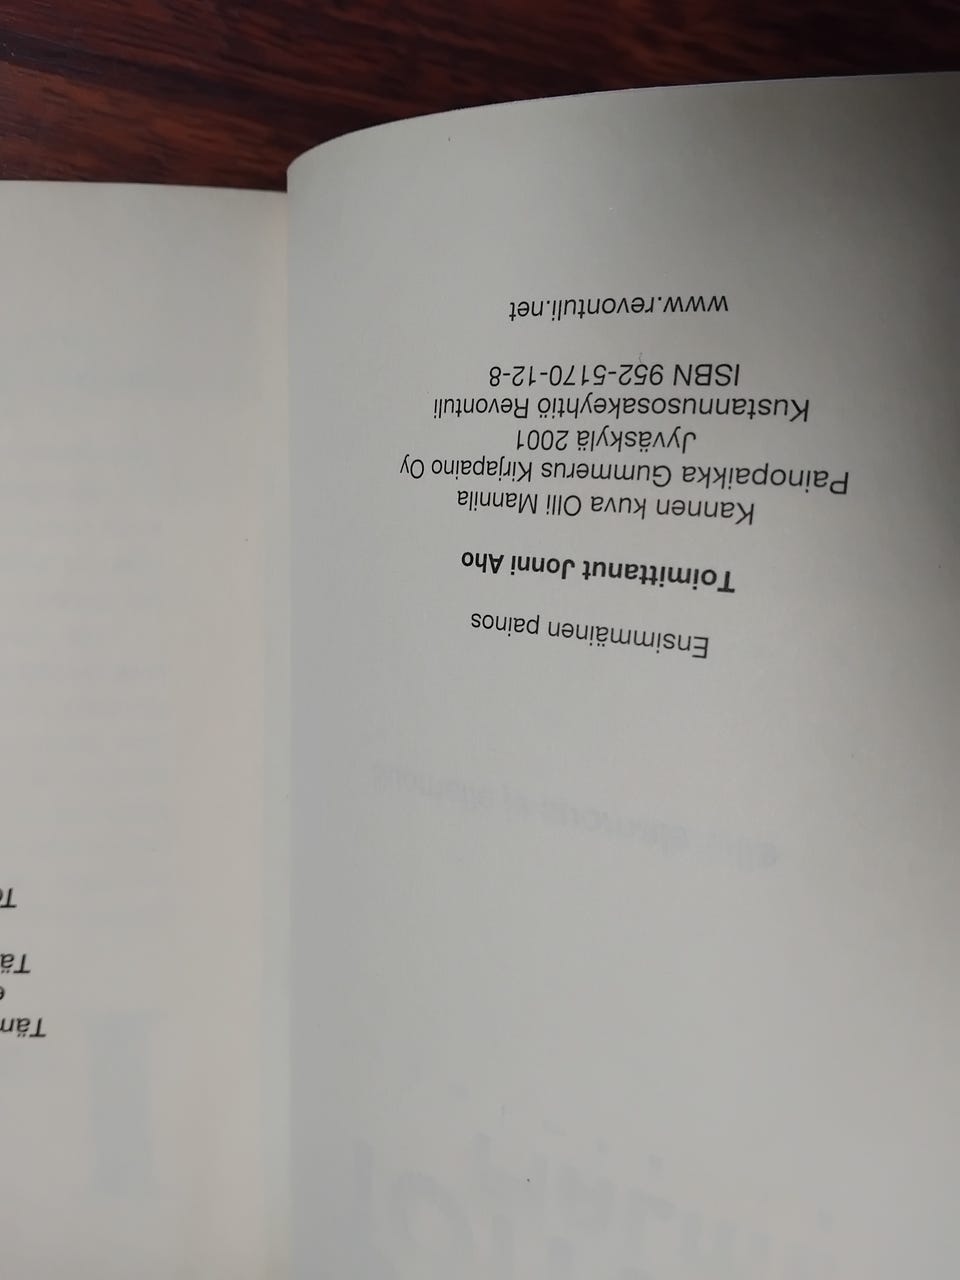 Ensimmäinen painos
Toimittanut Jonni Aho
Kannen kuva Olli Mannila
Painopaikka Gummerus Kirjapaino Oy
Jyväskylä 2001
Kustannusosakeyhtiö Revontuli
ISBN 952-5170-12-8
www.revontuli.net